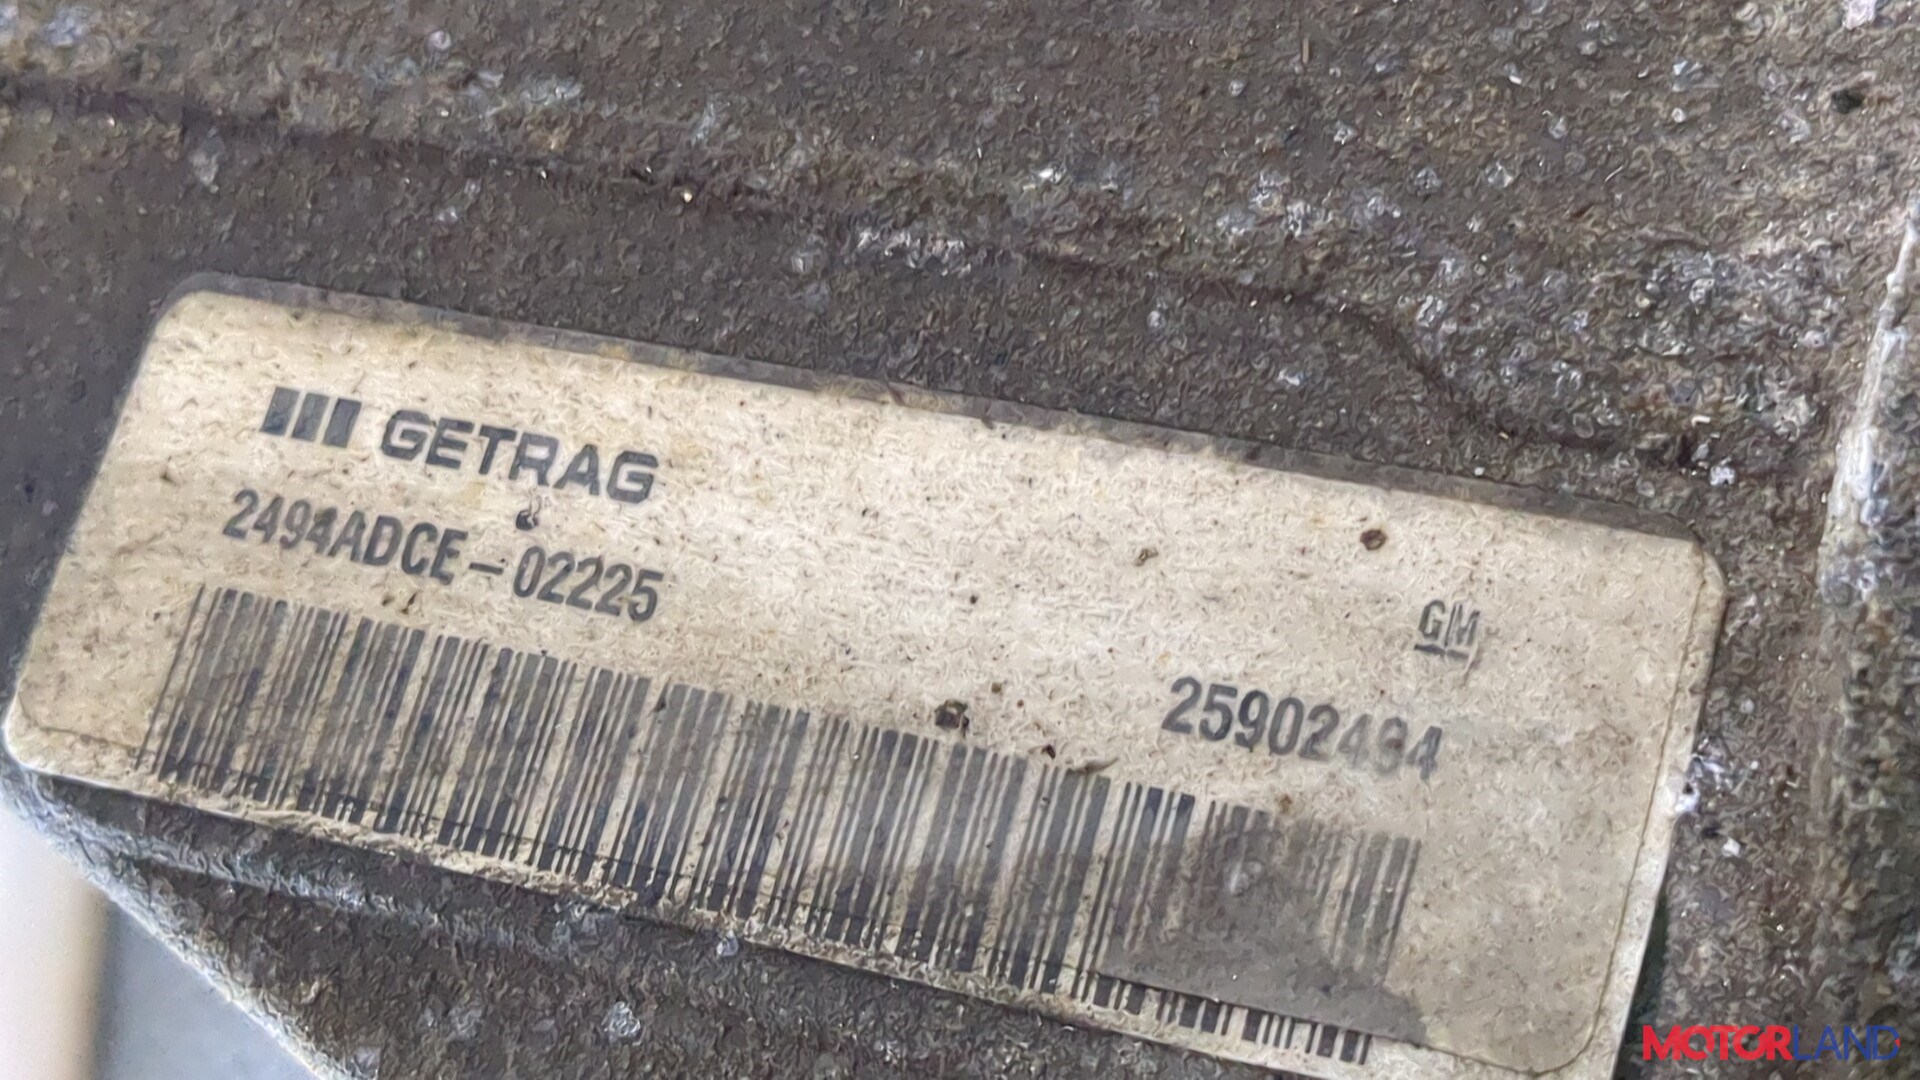 GETRAG
2494ADCE-02225
GM
25902494
MOTORLAND